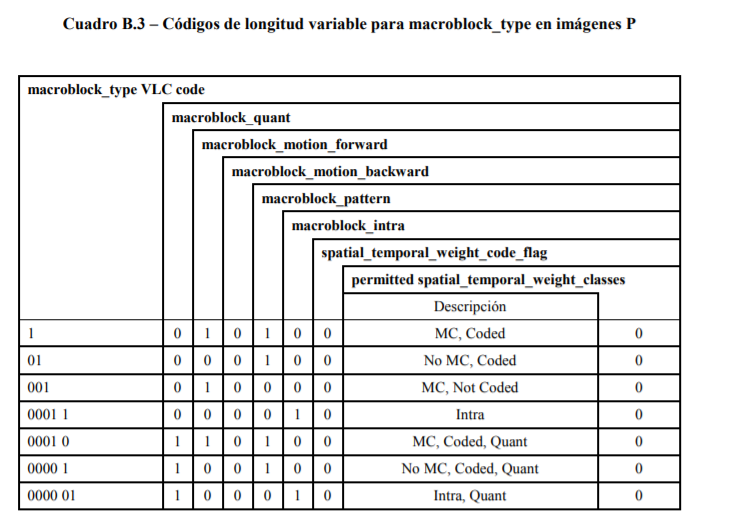 Cuadro B.3 – Códigos de longitud variable para macroblock_type en imágenes P
macroblock_type VLC code
macroblock_quant
macroblock_motion_forward
macroblock_motion_backward
macroblock_pattern
macroblock_intra
spatial_temporal_weight_code_flag
permitted spatial_temporal_weight_classes
Descripción
1 0 1 0 1 0 0 MC, Coded 0
01 0 0 0 1 0 0 No MC, Coded 0
001 0 1 0 0 0 0 MC, Not Coded 0
0001 1 0 0 0 0 1 0 Intra 0
0001 0 1 1 0 1 0 0 MC, Coded, Quant 0
0000 1 1 0 0 1 0 0 No MC, Coded, Quant 0
0000 01 1 0 0 0 1 0 Intra, Quant 0